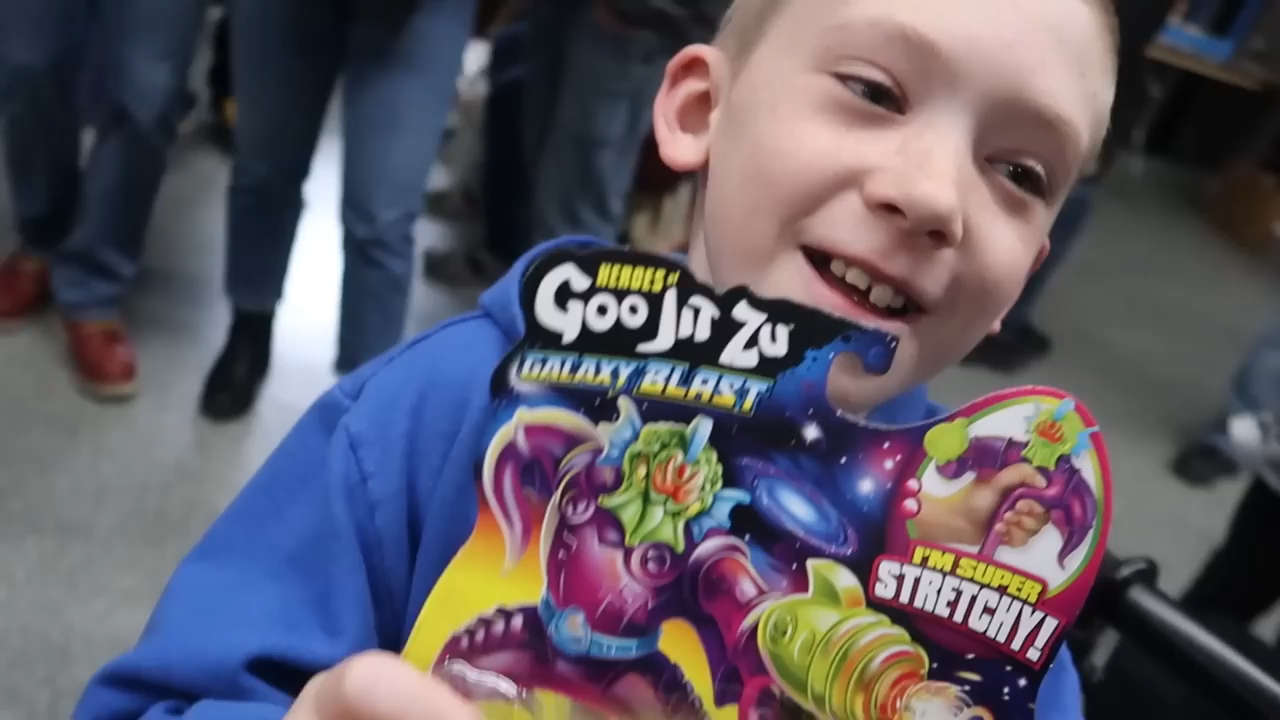 HEROES of
Goo JIT Zu
GALAXY BLAST
I'M SUPER
STRETCHY!